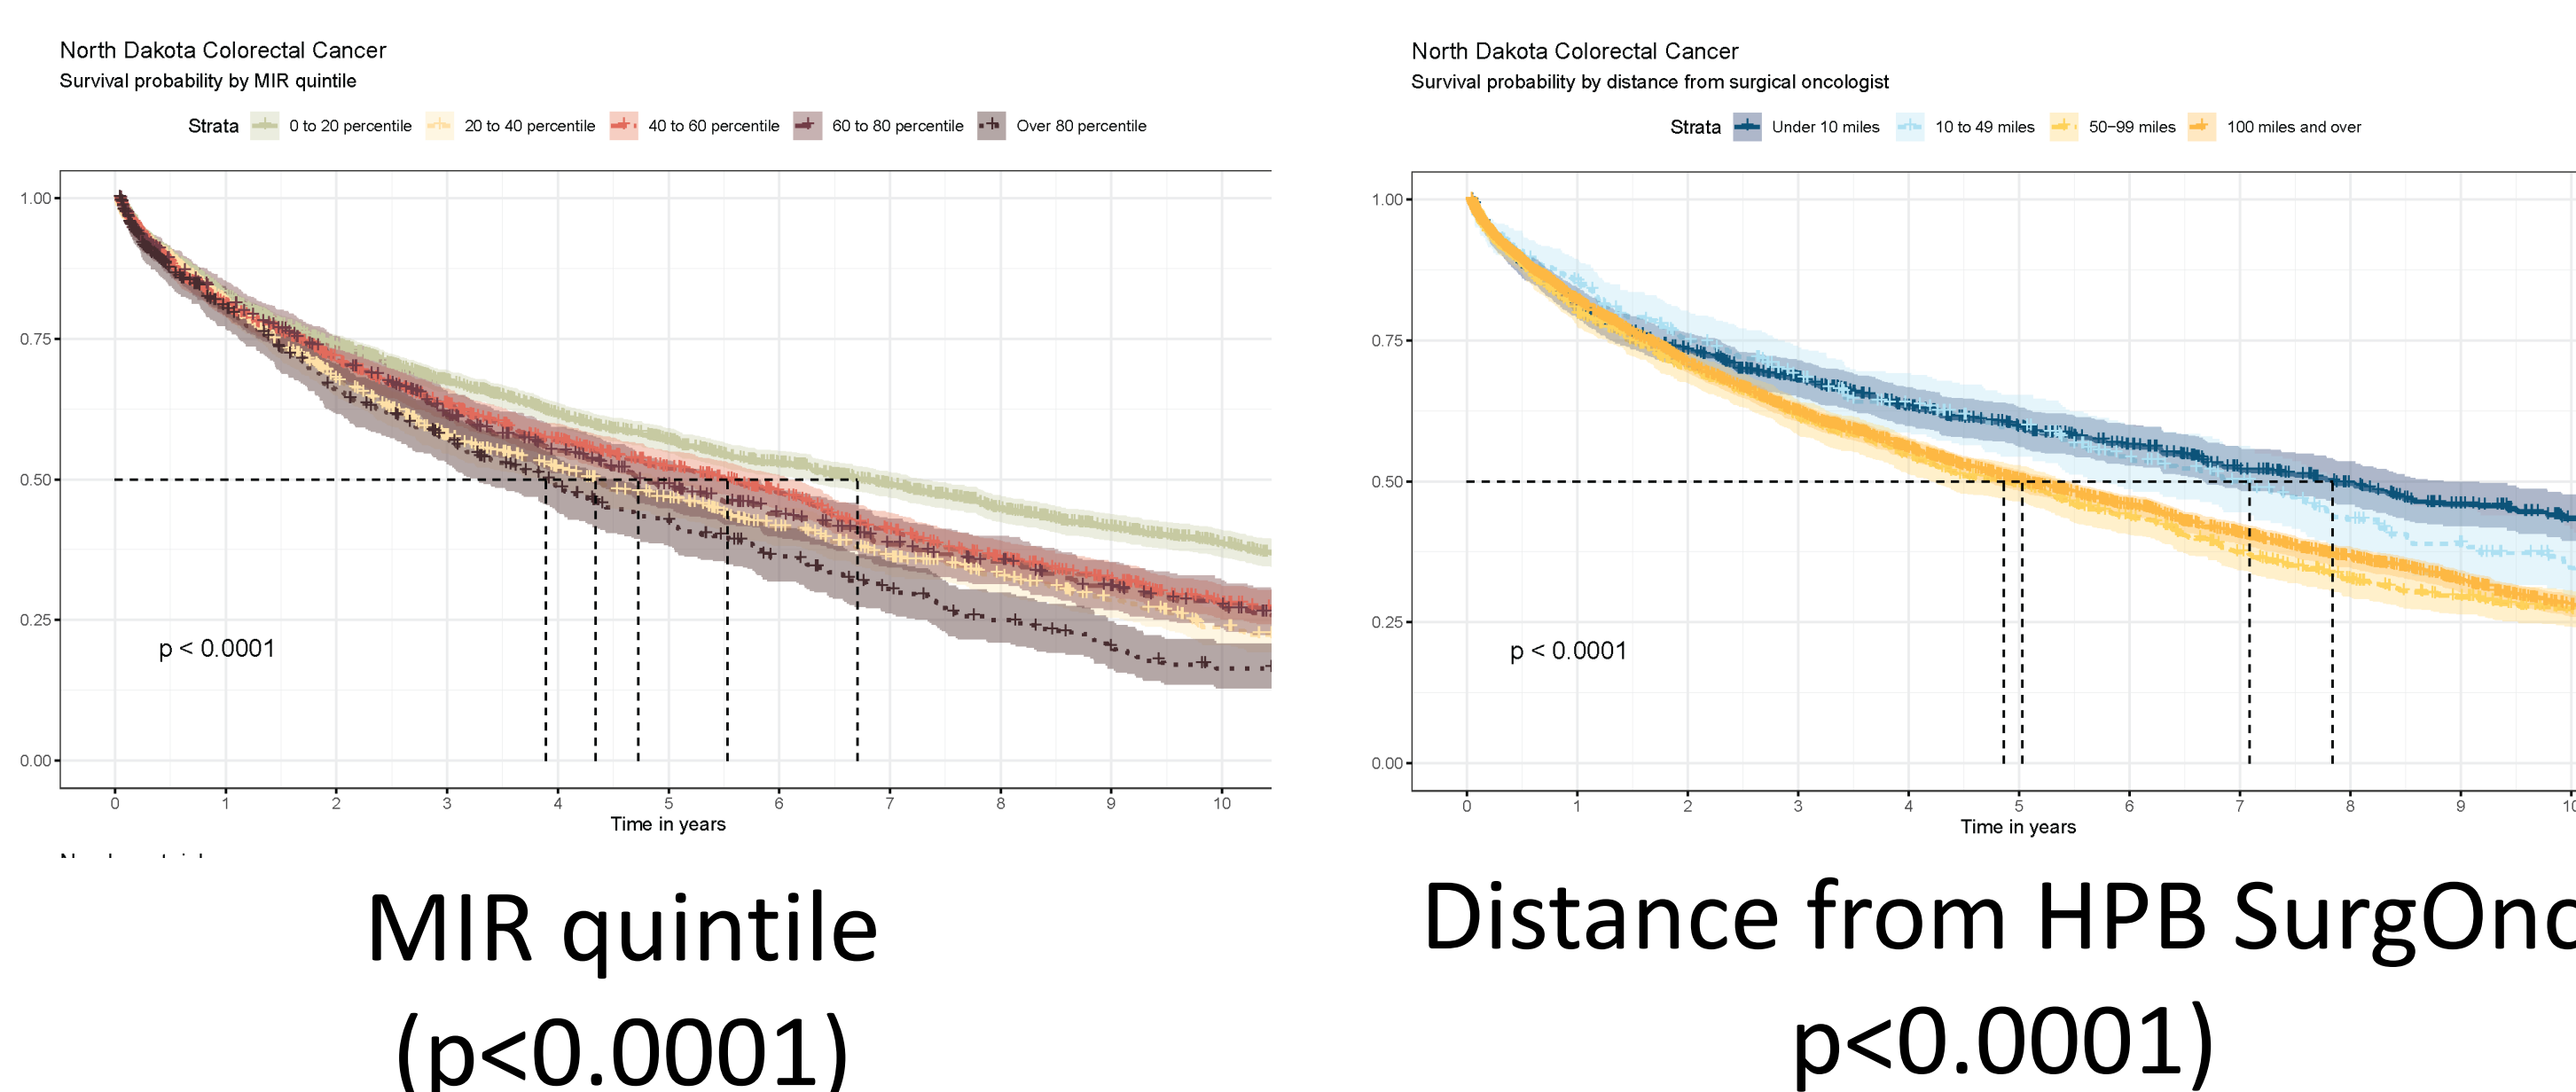 North Dakota Colorectal Cancer
Survival probability by MIR quintile
Strata 0 to 20 percentile 20 to 40 percentile 40 to 60 percentile 60 to 80 percentile Over 80 percentile
1.00
0.75
0.50
0.25
0.00
p < 0.0001
0 1 2 3 4 5 6 7 8 9 10
Time in years
MIR quintile
(p<0.0001)
North Dakota Colorectal Cancer
Survival probability by distance from surgical oncologist
Strata Under 10 miles 10 to 49 miles 50−99 miles 100 miles and over
1.00
0.75
0.50
0.25
0.00
p < 0.0001
0 1 2 3 4 5 6 7 8 9 10
Time in years
Distance from HPB SurgOnc
p<0.0001)